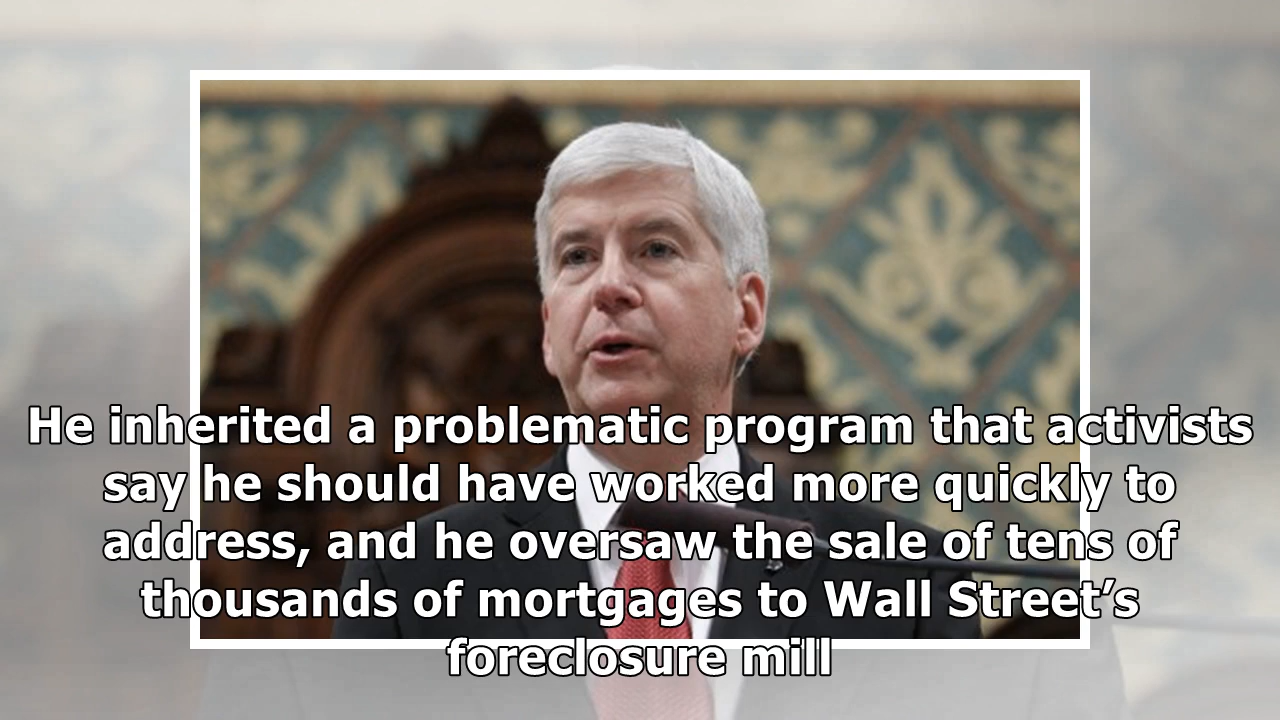 He inherited a problematic program that activists
say he should have worked more quickly to
address, and he oversaw the sale of tens of
thousands of mortgages to Wall Street’s
foreclosure mill